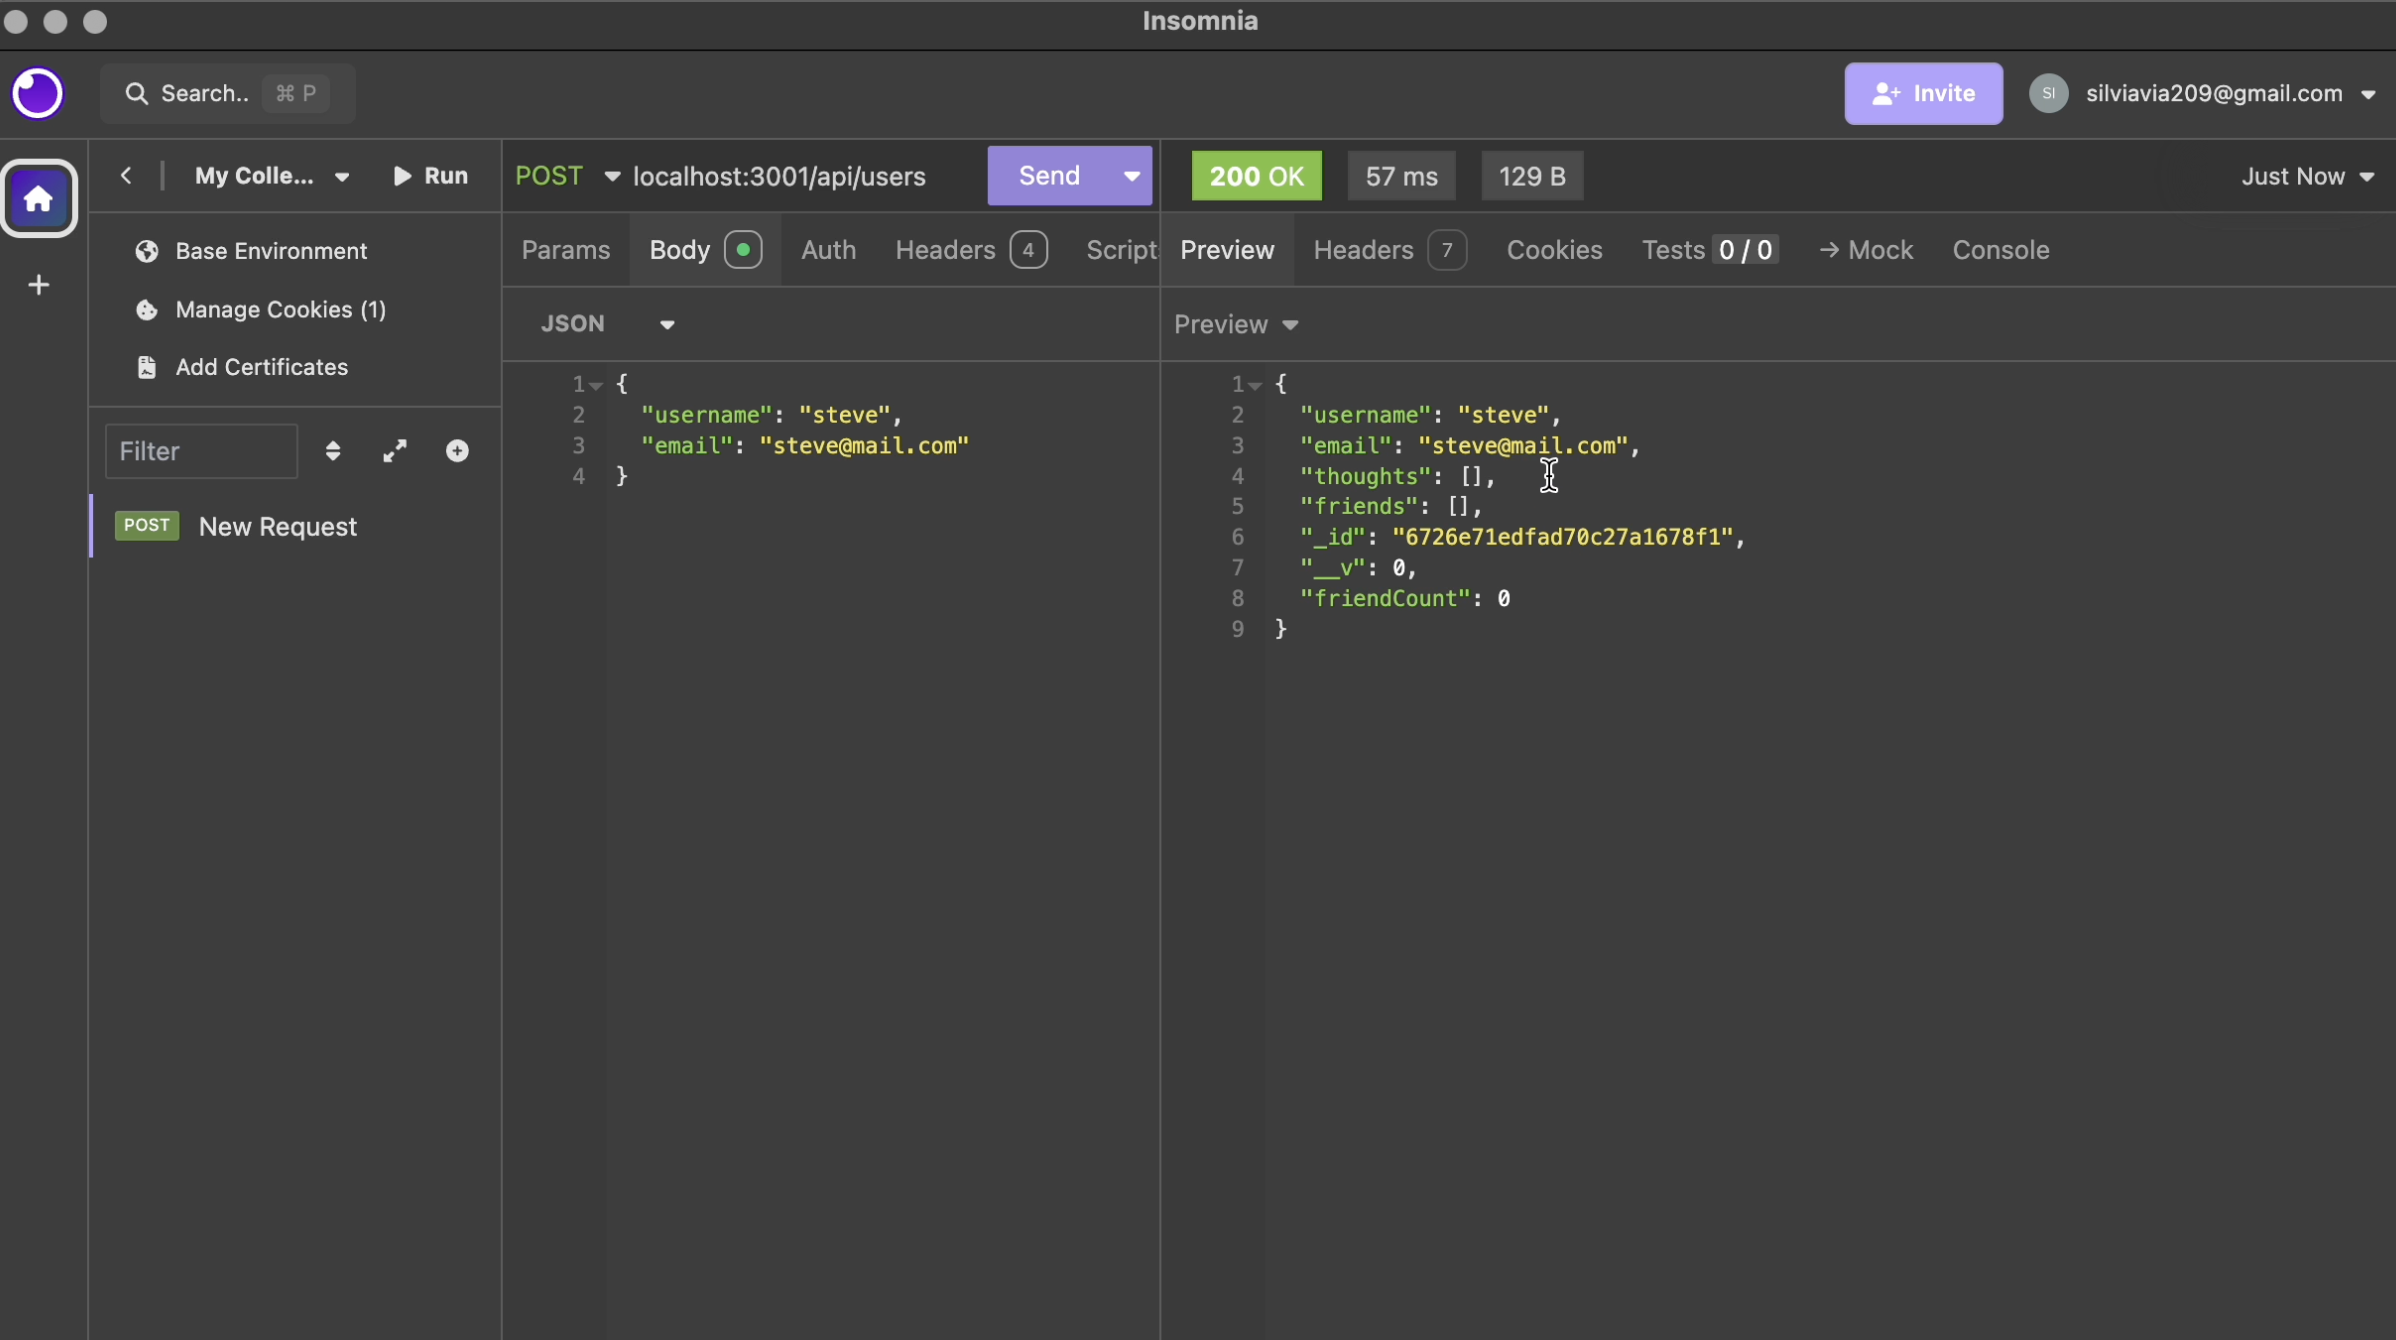 Insomnia
Search.. ⌘ P
Invite
SI silviavia209@gmail.com
My Colle... Run
POST localhost:3001/api/users Send
200 OK 57 ms 129 B Just Now
Base Environment
Manage Cookies (1)
Add Certificates
Filter
POST New Request
Params Body Auth Headers 4 Script
JSON
1 {
2 "username": "steve",
3 "email": "steve@mail.com"
4 }
Preview Headers 7 Cookies Tests 0 / 0 → Mock Console
Preview
1 {
2 "username": "steve",
3 "email": "steve@mail.com",
4 "thoughts": [],
5 "friends": [],
6 "_id": "6726e71edfad70c27a1678f1",
7 "__v": 0,
8 "friendCount": 0
9 }